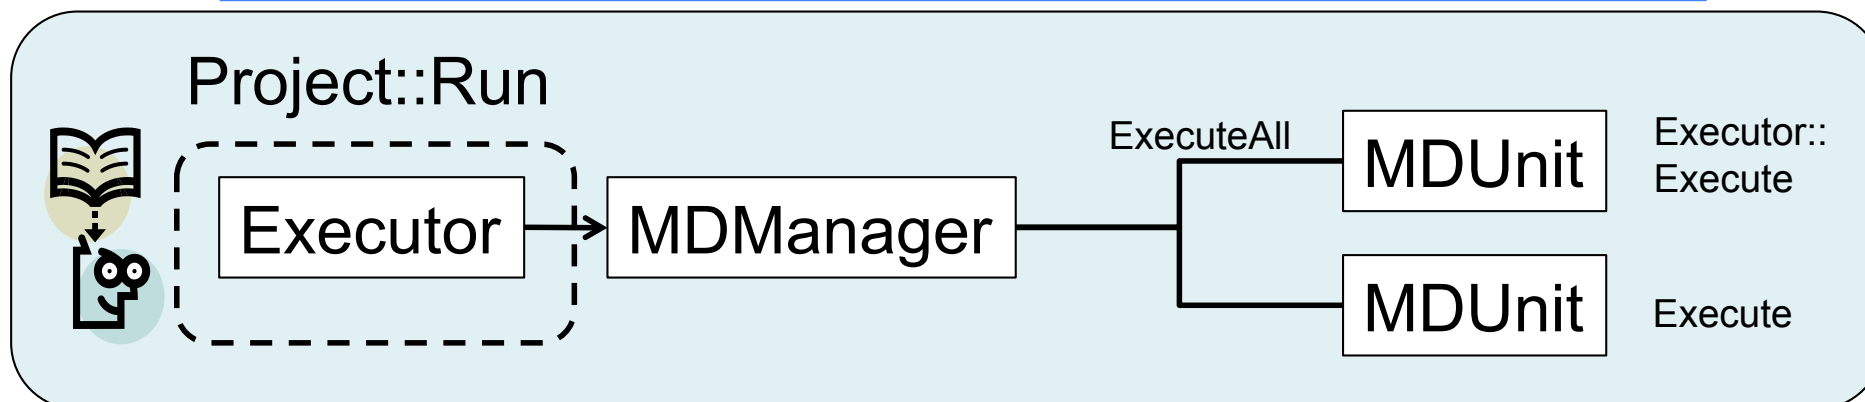 Project::Run
Executor
MDManager
ExecuteAll
MDUnit
Executor::
Execute
MDUnit
Execute